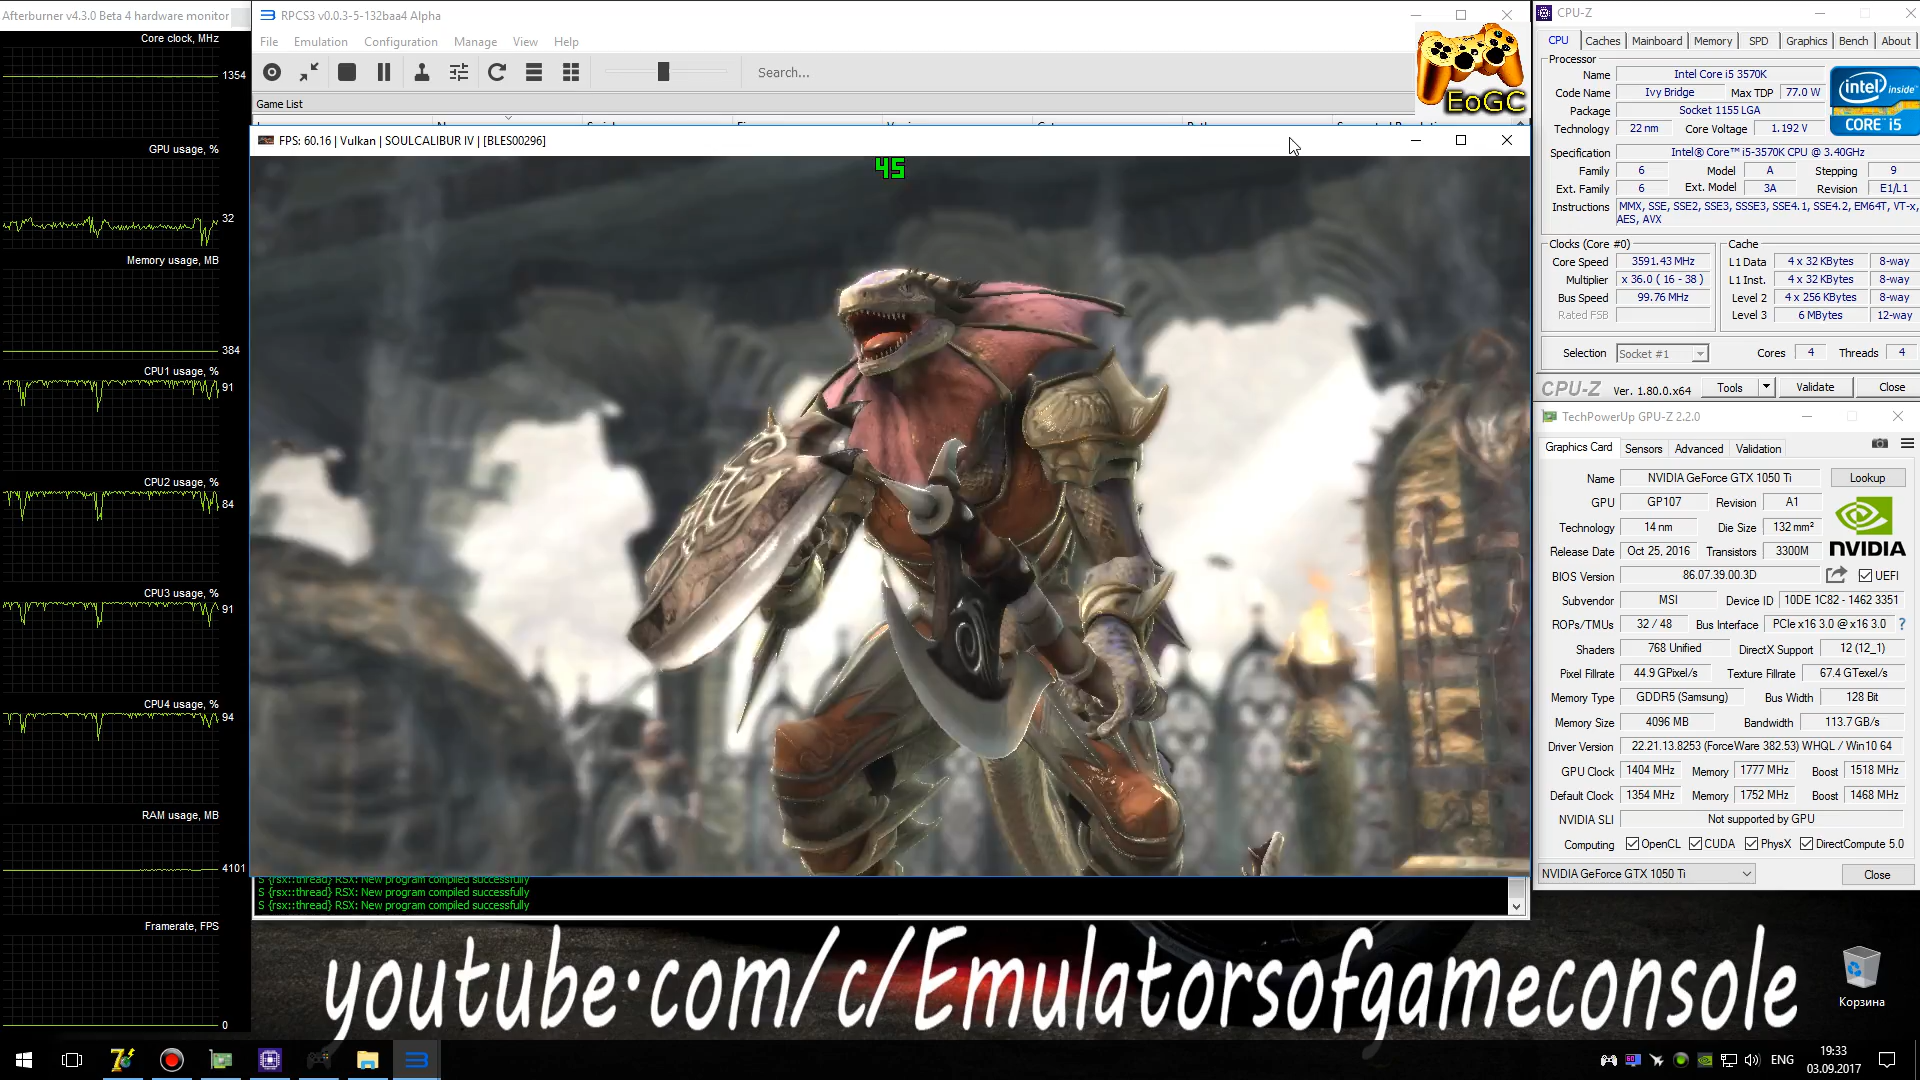 Afterburner v4.3.0 Beta 4 hardware monitor
Core clock, MHz
1354
GPU usage, %
32
Memory usage, MB
384
CPU1 usage, %
91
CPU2 usage, %
84
CPU3 usage, %
91
CPU4 usage, %
94
RAM usage, MB
4101
Framerate, FPS
0
RPCS3 v0.0.3-5-132baa4 Alpha
File Emulation Configuration Manage View Help
Search...
EoGC
Game List
FPS: 60.16 | Vulkan | SOULCALIBUR IV | [BLES00296]
45
S {rsx::thread} RSX: New program compiled successfully
S {rsx::thread} RSX: New program compiled successfully
S {rsx::thread} RSX: New program compiled successfully
CPU-Z
CPU Caches Mainboard Memory SPD Graphics Bench About
Processor
Name Intel Core i5 3570K
Code Name Ivy Bridge Max TDP 77.0 W
Package Socket 1155 LGA
Technology 22 nm Core Voltage 1.192 V
intel inside
CORE i5
Specification Intel® Core™ i5-3570K CPU @ 3.40GHz
Family 6 Model A Stepping 9
Ext. Family 6 Ext. Model 3A Revision E1/L1
Instructions MMX, SSE, SSE2, SSE3, SSSE3, SSE4.1, SSE4.2, EM64T, VT-x,
AES, AVX
Clocks (Core #0) Cache
Core Speed 3591.43 MHz L1 Data 4 x 32 KBytes 8-way
Multiplier x 36.0 ( 16 - 38 ) L1 Inst. 4 x 32 KBytes 8-way
Bus Speed 99.76 MHz Level 2 4 x 256 KBytes 8-way
Rated FSB Level 3 6 MBytes 12-way
Selection Socket #1 Cores 4 Threads 4
CPU-Z Ver. 1.80.0.x64 Tools Validate Close
TechPowerUp GPU-Z 2.2.0
Graphics Card Sensors Advanced Validation
Name NVIDIA GeForce GTX 1050 Ti Lookup
GPU GP107 Revision A1
Technology 14 nm Die Size 132 mm²
Release Date Oct 25, 2016 Transistors 3300M
NVIDIA
BIOS Version 86.07.39.00.3D UEFI
Subvendor MSI Device ID 10DE 1C82 - 1462 3351
ROPs/TMUs 32 / 48 Bus Interface PCIe x16 3.0 @ x16 3.0 ?
Shaders 768 Unified DirectX Support 12 (12_1)
Pixel Fillrate 44.9 GPixel/s Texture Fillrate 67.4 GTexel/s
Memory Type GDDR5 (Samsung) Bus Width 128 Bit
Memory Size 4096 MB Bandwidth 113.7 GB/s
Driver Version 22.21.13.8253 (ForceWare 382.53) WHQL / Win10 64
GPU Clock 1404 MHz Memory 1777 MHz Boost 1518 MHz
Default Clock 1354 MHz Memory 1752 MHz Boost 1468 MHz
NVIDIA SLI Not supported by GPU
Computing OpenCL CUDA PhysX DirectCompute 5.0
NVIDIA GeForce GTX 1050 Ti Close
youtube.com/c/Emulatorsofgameconsole
Корзина
ENG
19:33
03.09.2017